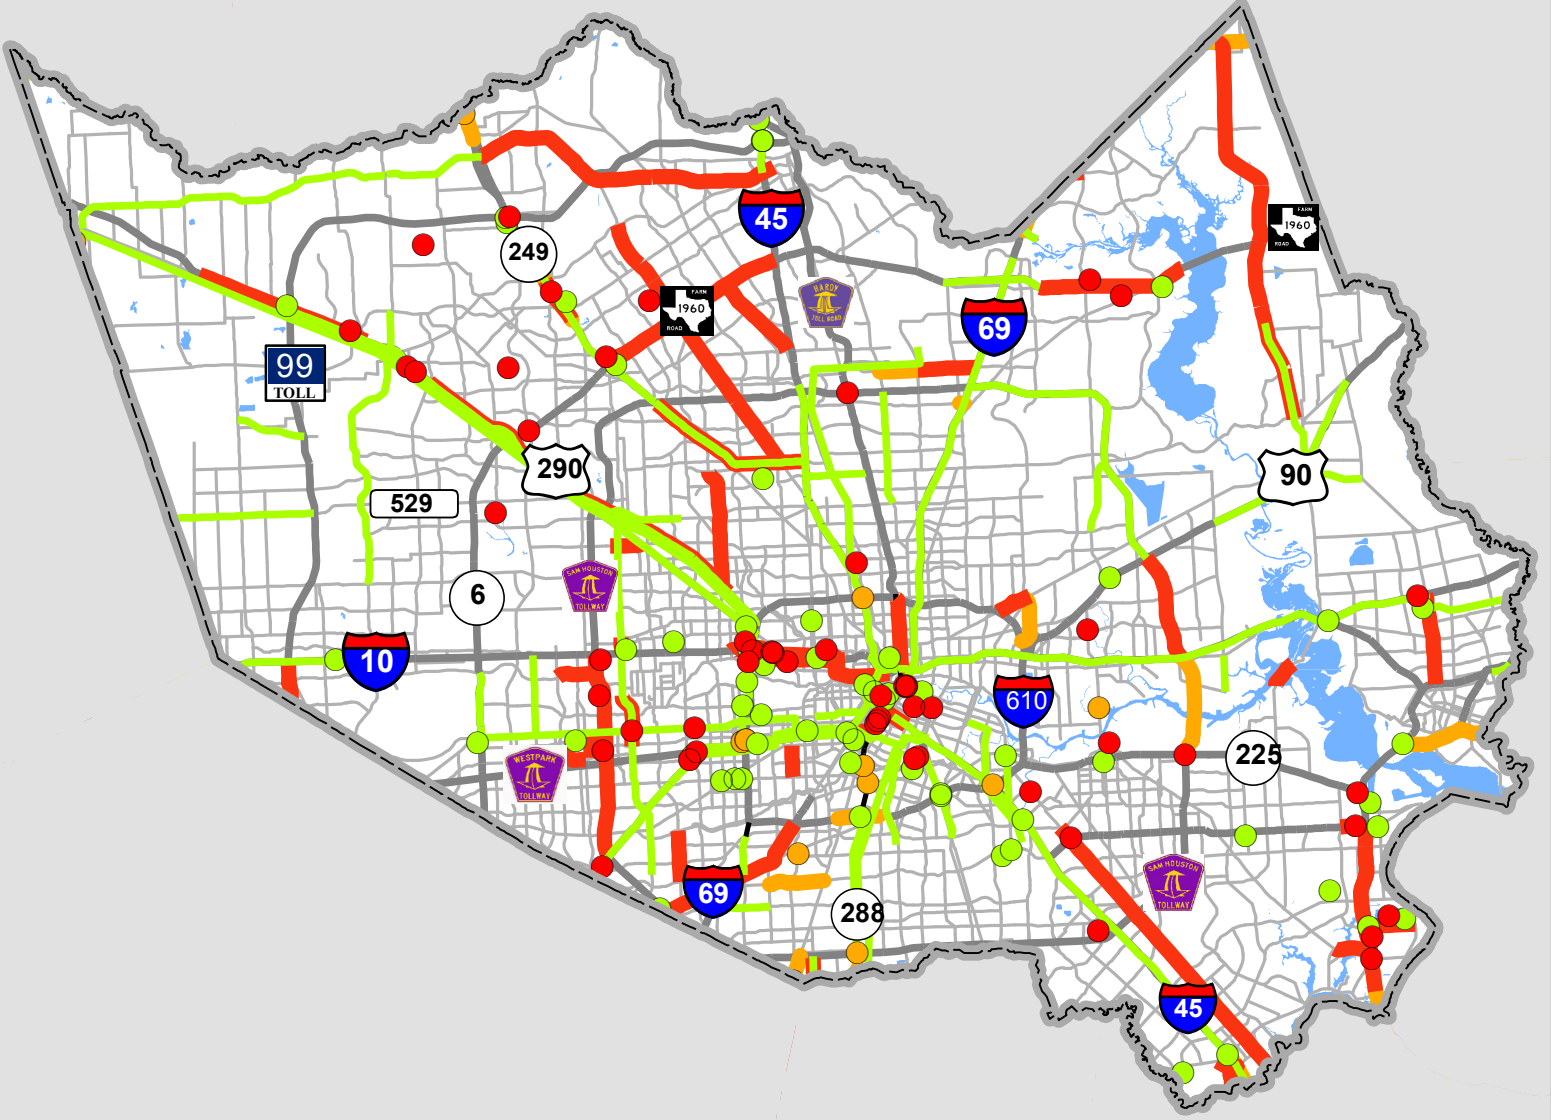 45
FARM
1960
ROAD
249
HARDY
TOLL ROAD
FARM
1960
ROAD
69
99
TOLL
290
90
529
SAM HOUSTON
TOLLWAY
6
10
610
WESTPARK
TOLLWAY
225
SAM HOUSTON
TOLLWAY
69
288
45